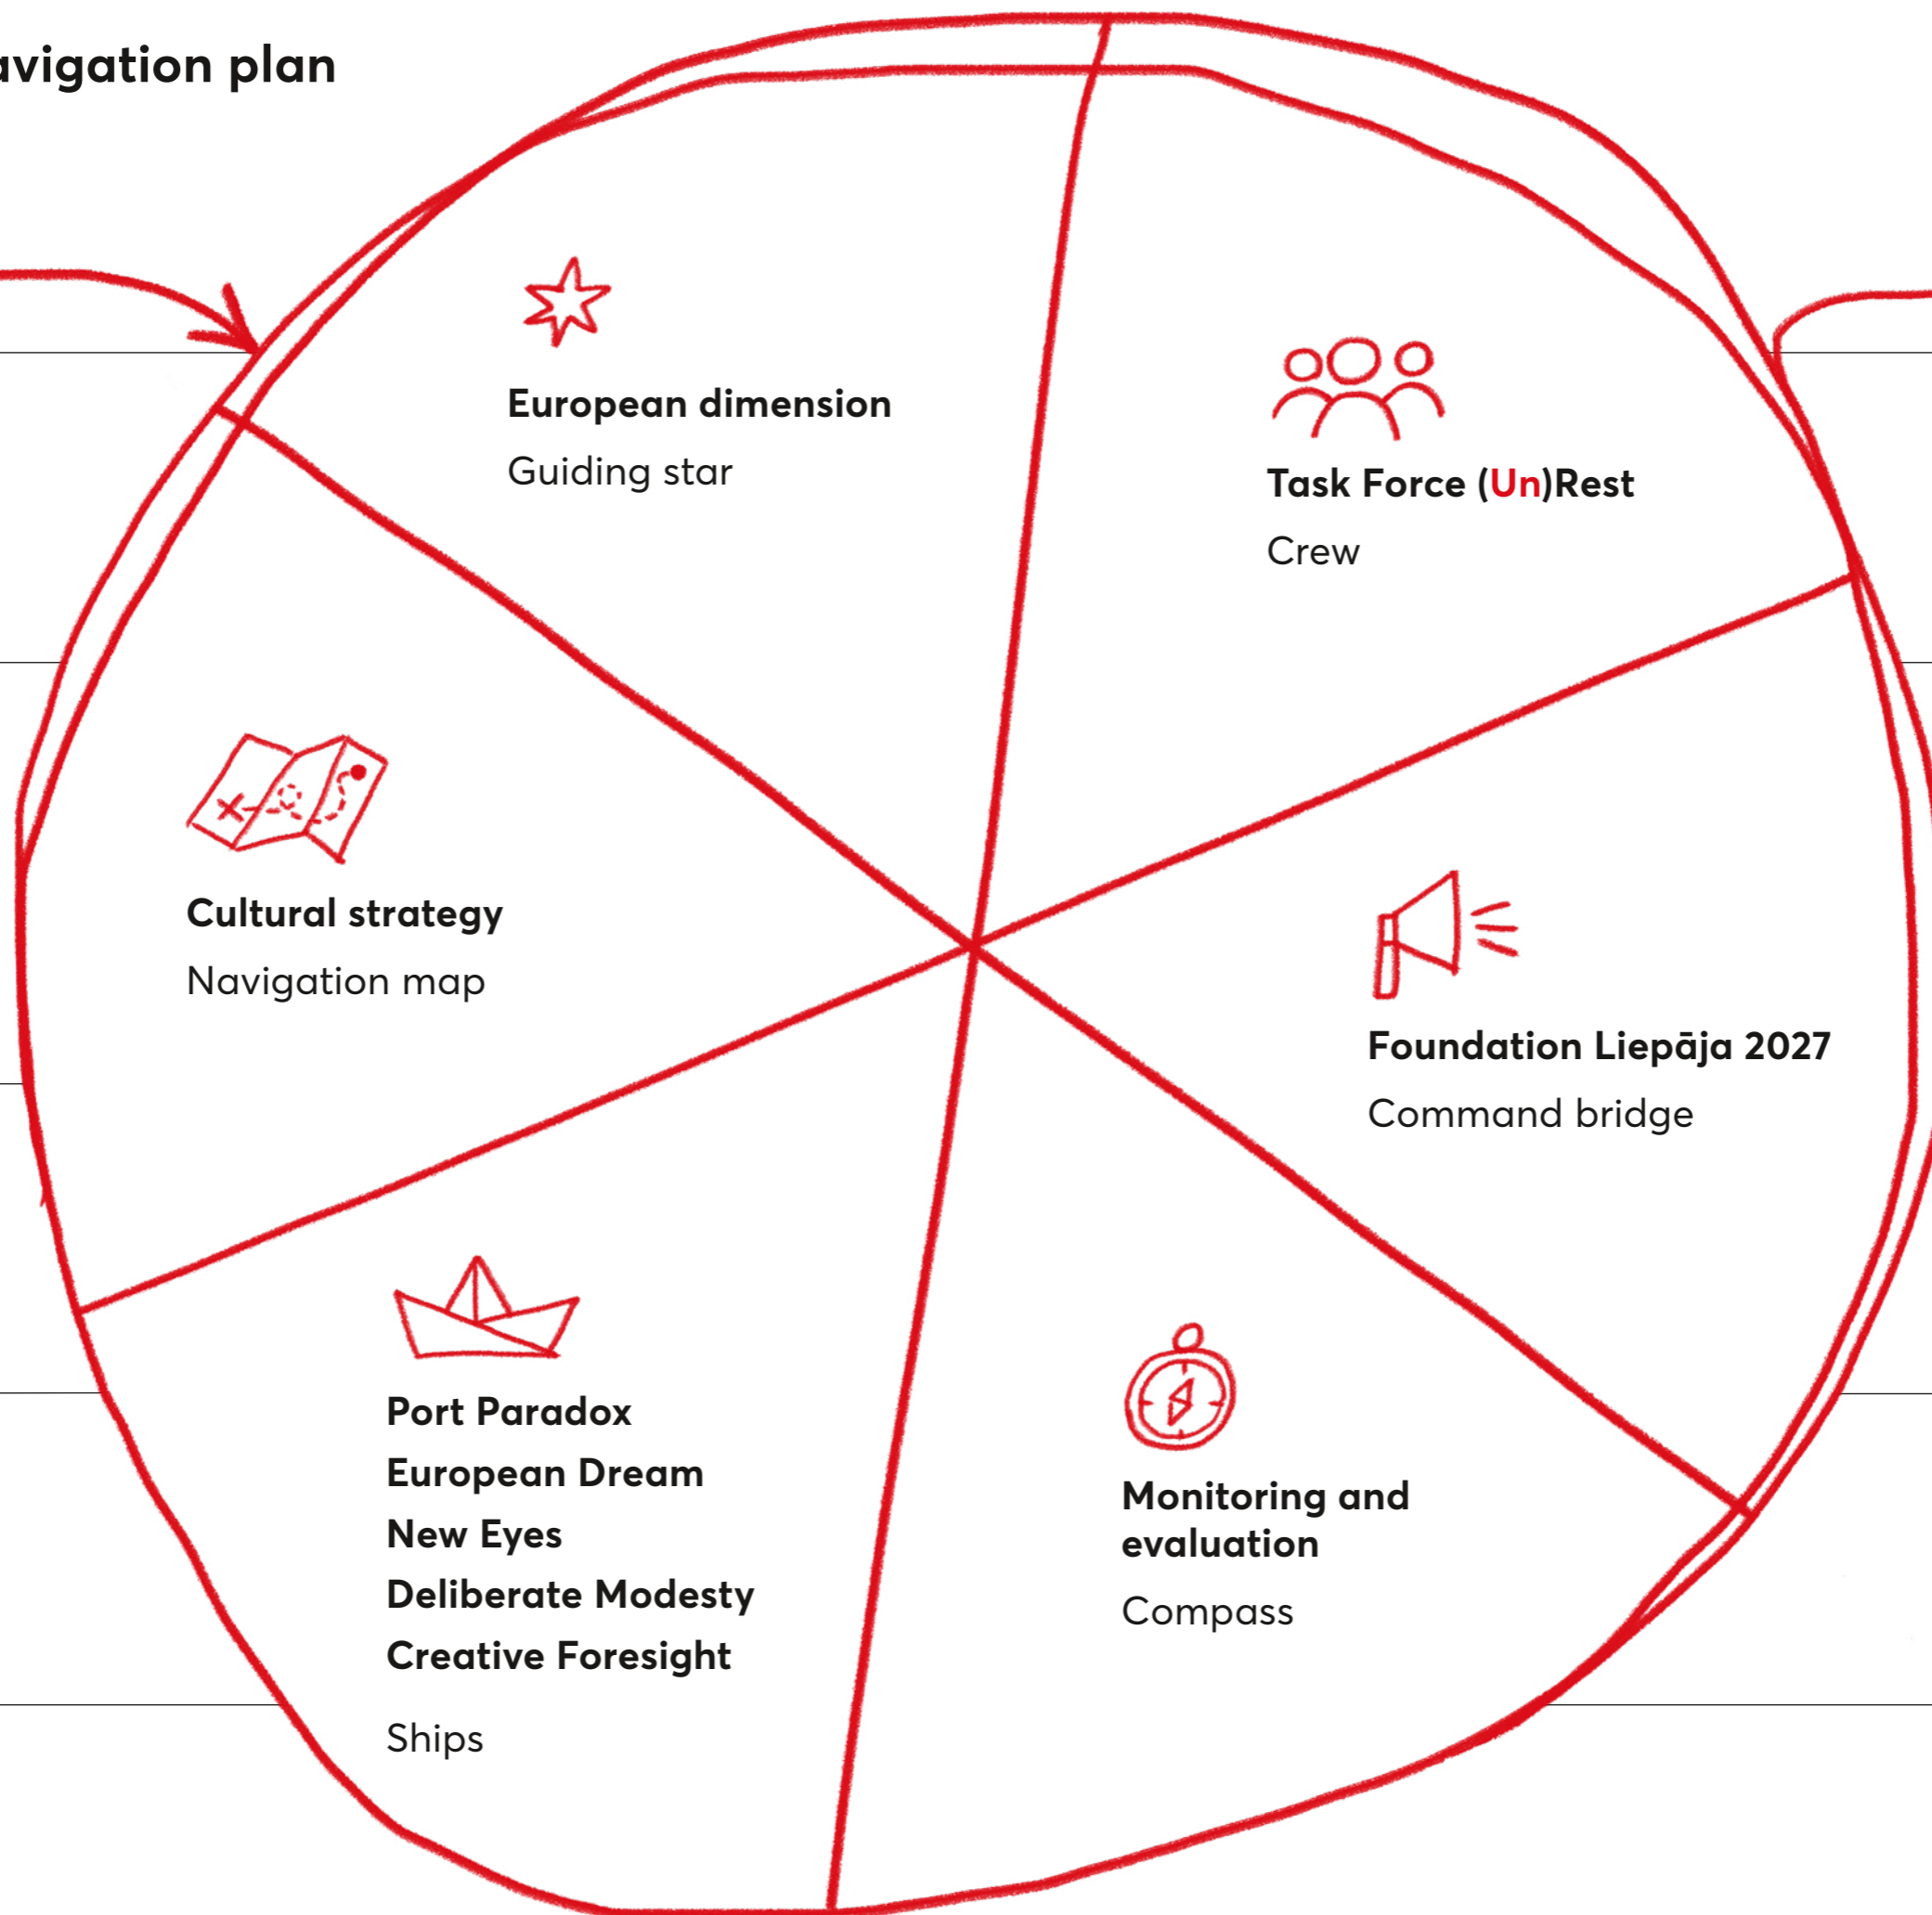 avigation plan
European dimension
Guiding star
Task Force (Un)Rest
Crew
Cultural strategy
Navigation map
Foundation Liepāja 2027
Command bridge
Port Paradox
European Dream
New Eyes
Deliberate Modesty
Creative Foresight
Ships
Monitoring and
evaluation
Compass